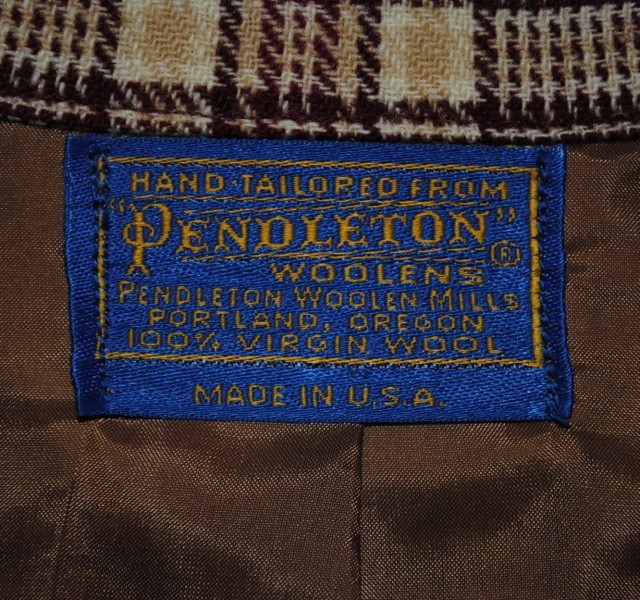 HAND-TAILORED FROM
"PENDLETON"®
WOOLENS
PENDLETON WOOLEN MILLS
PORTLAND, OREGON
100% VIRGIN WOOL
MADE IN U.S.A.